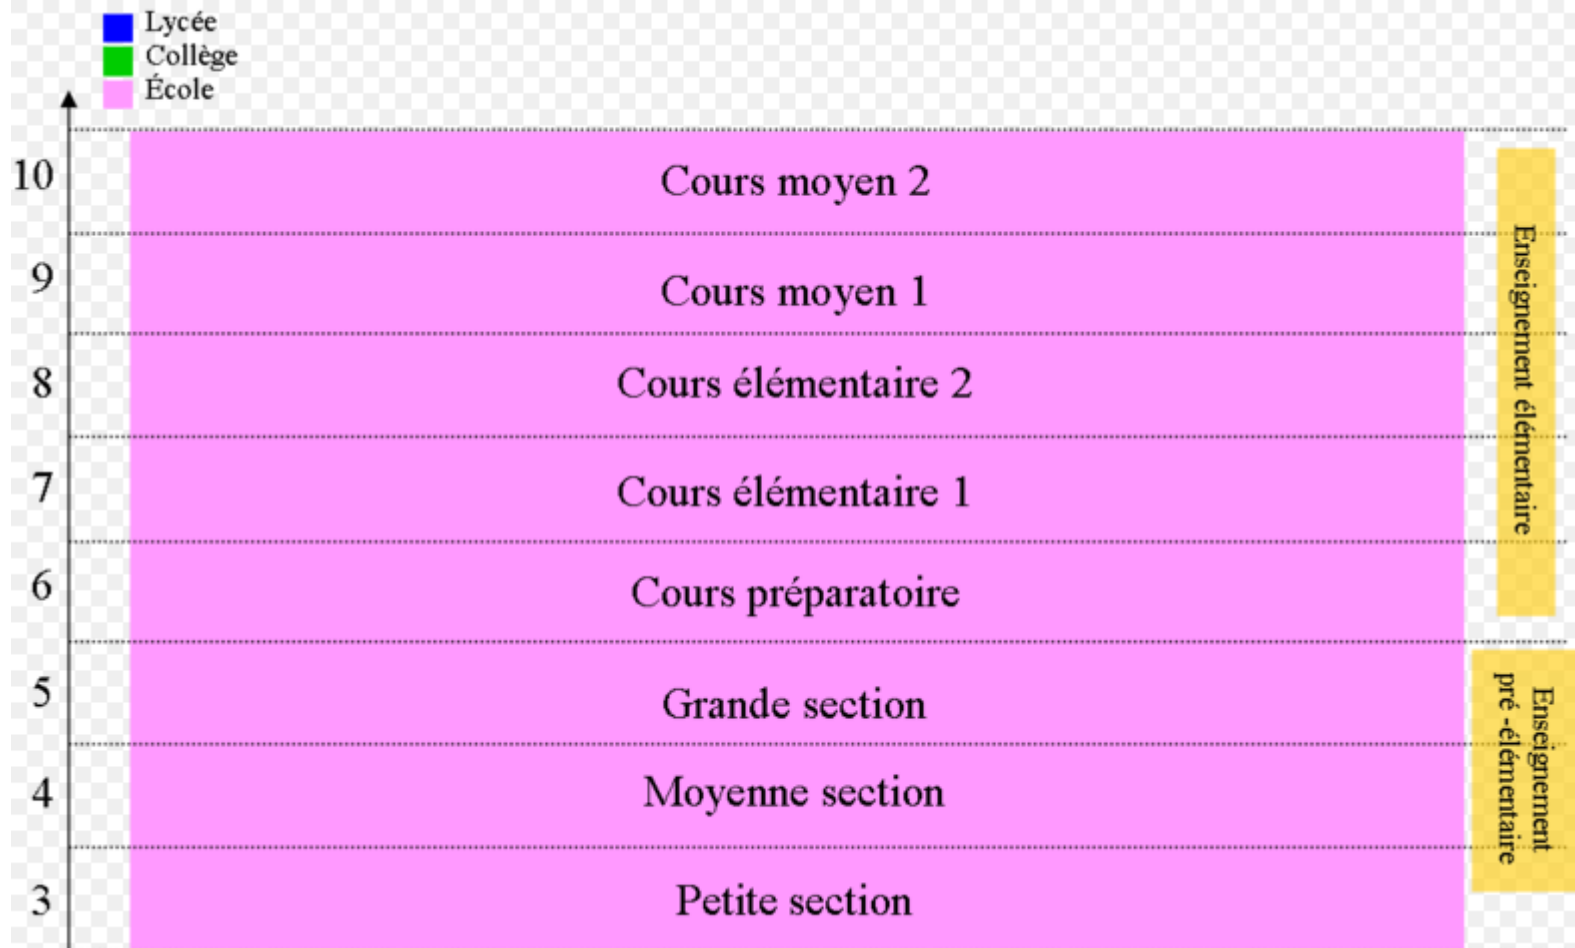 Lycée
Collège
École
10
Cours moyen 2
9
Cours moyen 1
8
Cours élémentaire 2
7
Cours élémentaire 1
6
Cours préparatoire
Enseignement élémentaire
5
Grande section
4
Moyenne section
3
Petite section
Enseignement
pré -élémentaire